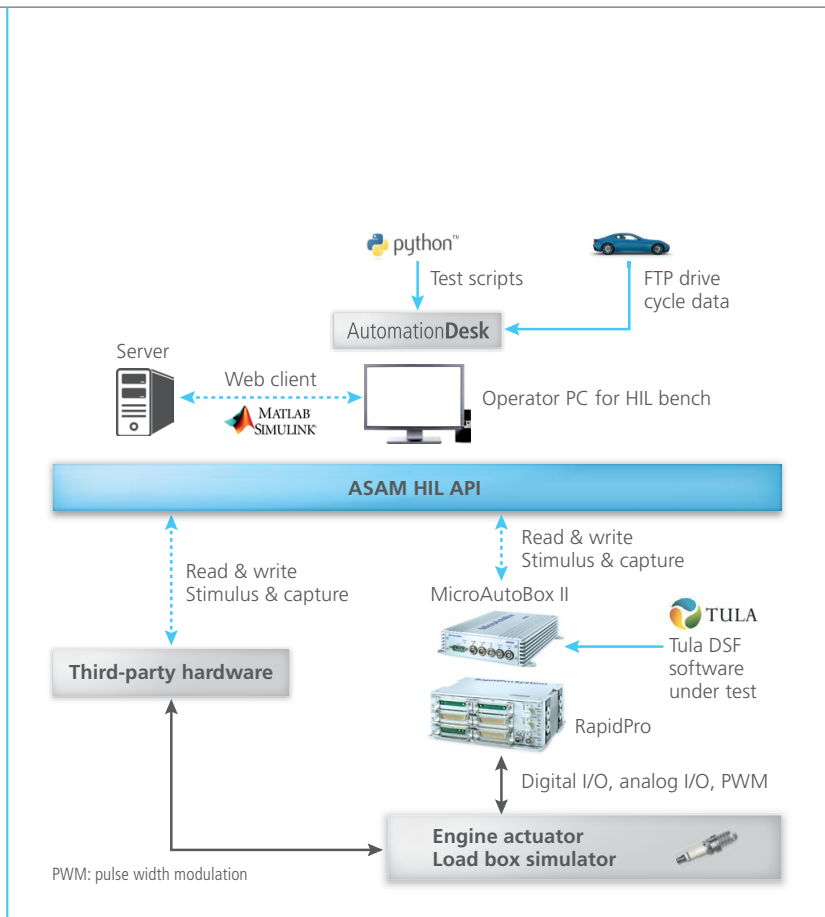 python™
Test scripts
FTP drive
cycle data
AutomationDesk
Server
Web client
MATLAB
SIMULINK
Operator PC for HIL bench
ASAM HIL API
Read & write
Stimulus & capture
Read & write
Stimulus & capture
MicroAutoBox II
TULA
Tula DSF
software
under test
Third-party hardware
RapidPro
Digital I/O, analog I/O, PWM
Engine actuator
Load box simulator
PWM: pulse width modulation